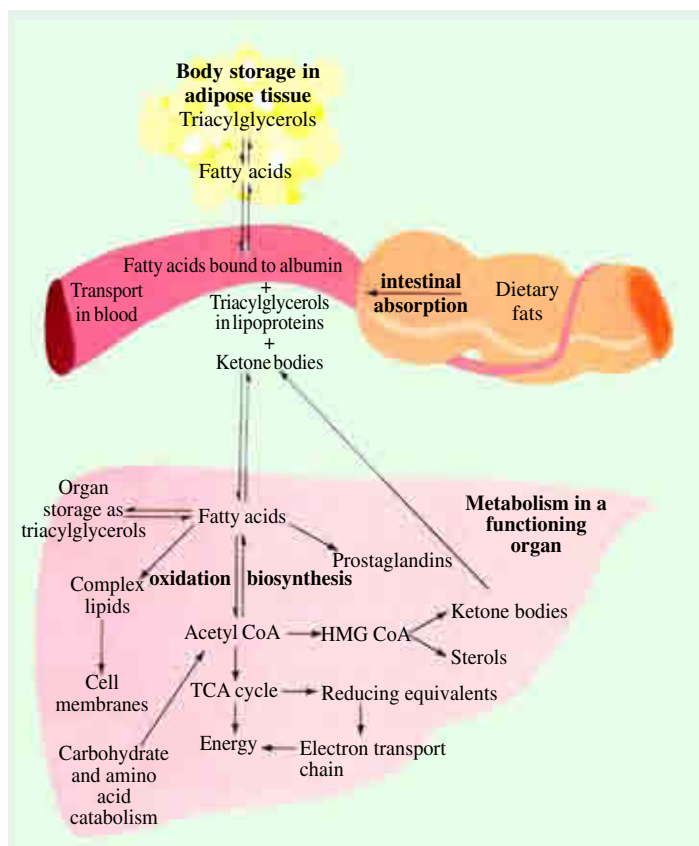 Body storage in
adipose tissue
Triacylglycerols
Fatty acids
Fatty acids bound to albumin
+
Triacylglycerols
in lipoproteins
+
Ketone bodies
Transport
in blood
intestinal
absorption
Dietary
fats
Metabolism in a
functioning
organ
Organ
storage as
triacylglycerols
Fatty acids
Prostaglandins
oxidation biosynthesis
Complex
lipids
Cell
membranes
Acetyl CoA
HMG CoA
Ketone bodies
Sterols
TCA cycle
Reducing equivalents
Energy
Electron transport
chain
Carbohydrate
and amino
acid
catabolism